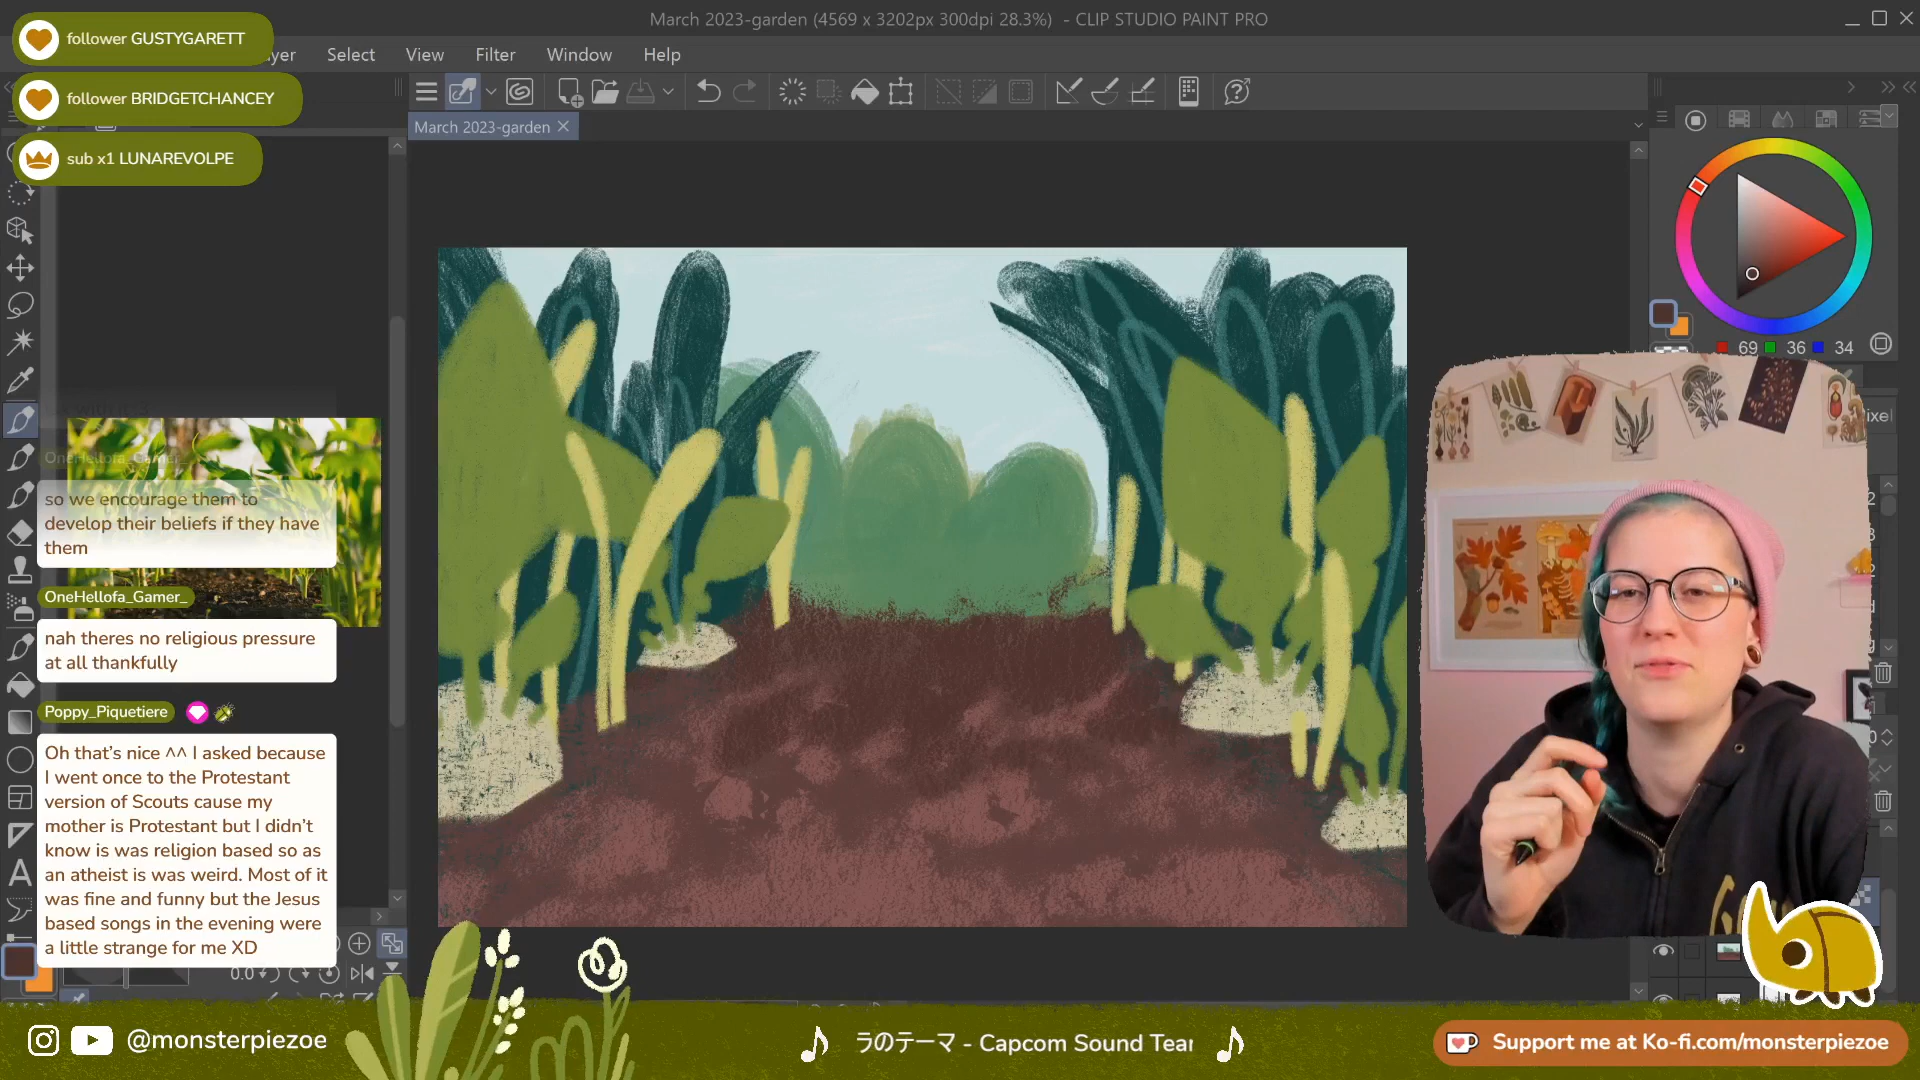 March 2023-garden (4569 x 3202px 300dpi 28.3%) - CLIP STUDIO PAINT PRO
follower GUSTYGARETT
Select View Filter Window Help
follower BRIDGETCHANCEY
March 2023-garden
sub x1 LUNAREVOLPE
69 36 34
OneHellofa_Gamer_
so we encourage them to
develop their beliefs if they have
them
OneHellofa_Gamer_
nah theres no religious pressure
at all thankfully
Poppy_Piquetiere
Oh that's nice ^^ I asked because
I went once to the Protestant
version of Scouts cause my
mother is Protestant but I didn't
know is was religion based so as
an atheist is was weird. Most of it
was fine and funny but the Jesus
based songs in the evening were
a little strange for me XD
0.0
@monsterpiezoe
ラのテーマ - Capcom Sound Tea
Support me at Ko-fi.com/monsterpiezoe